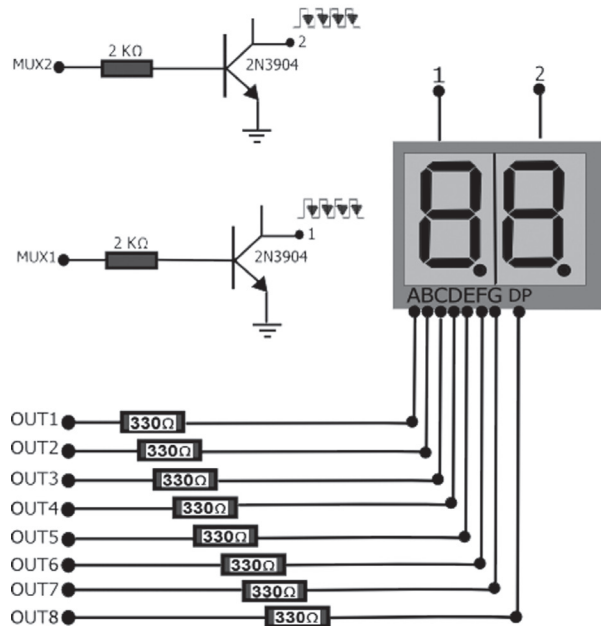 2
2 KΩ
MUX2
2N3904
1
2
2 KΩ
1
MUX1
2N3904
ABCDEFG DP
OUT1
330Ω
OUT2
330Ω
OUT3
330Ω
OUT4
330Ω
OUT5
330Ω
OUT6
330Ω
OUT7
330Ω
OUT8
330Ω